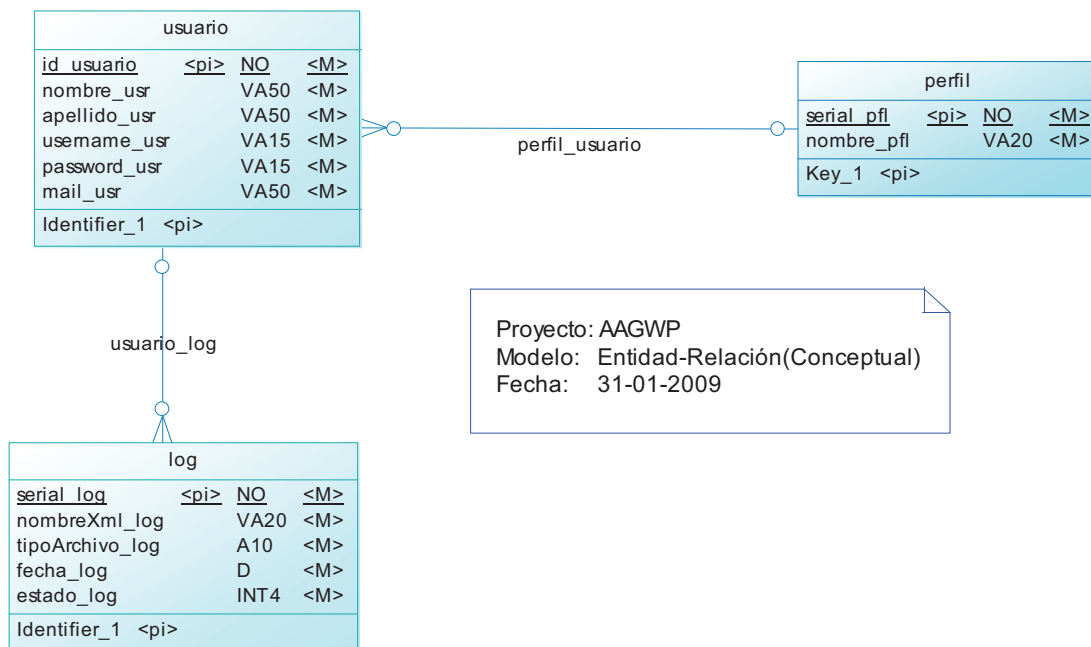 usuario
id_usuario <pi> NO <M>
nombre_usr VA50 <M>
apellido_usr VA50 <M>
username_usr VA15 <M>
password_usr VA15 <M>
mail_usr VA50 <M>
Identifier_1 <pi>
perfil_usuario
perfil
serial_pfl <pi> NO <M>
nombre_pfl VA20 <M>
Key_1 <pi>
usuario_log
Proyecto: AAGWP
Modelo: Entidad-Relación(Conceptual)
Fecha: 31-01-2009
log
serial_log <pi> NO <M>
nombreXml_log VA20 <M>
tipoArchivo_log A10 <M>
fecha_log D <M>
estado_log INT4 <M>
Identifier_1 <pi>